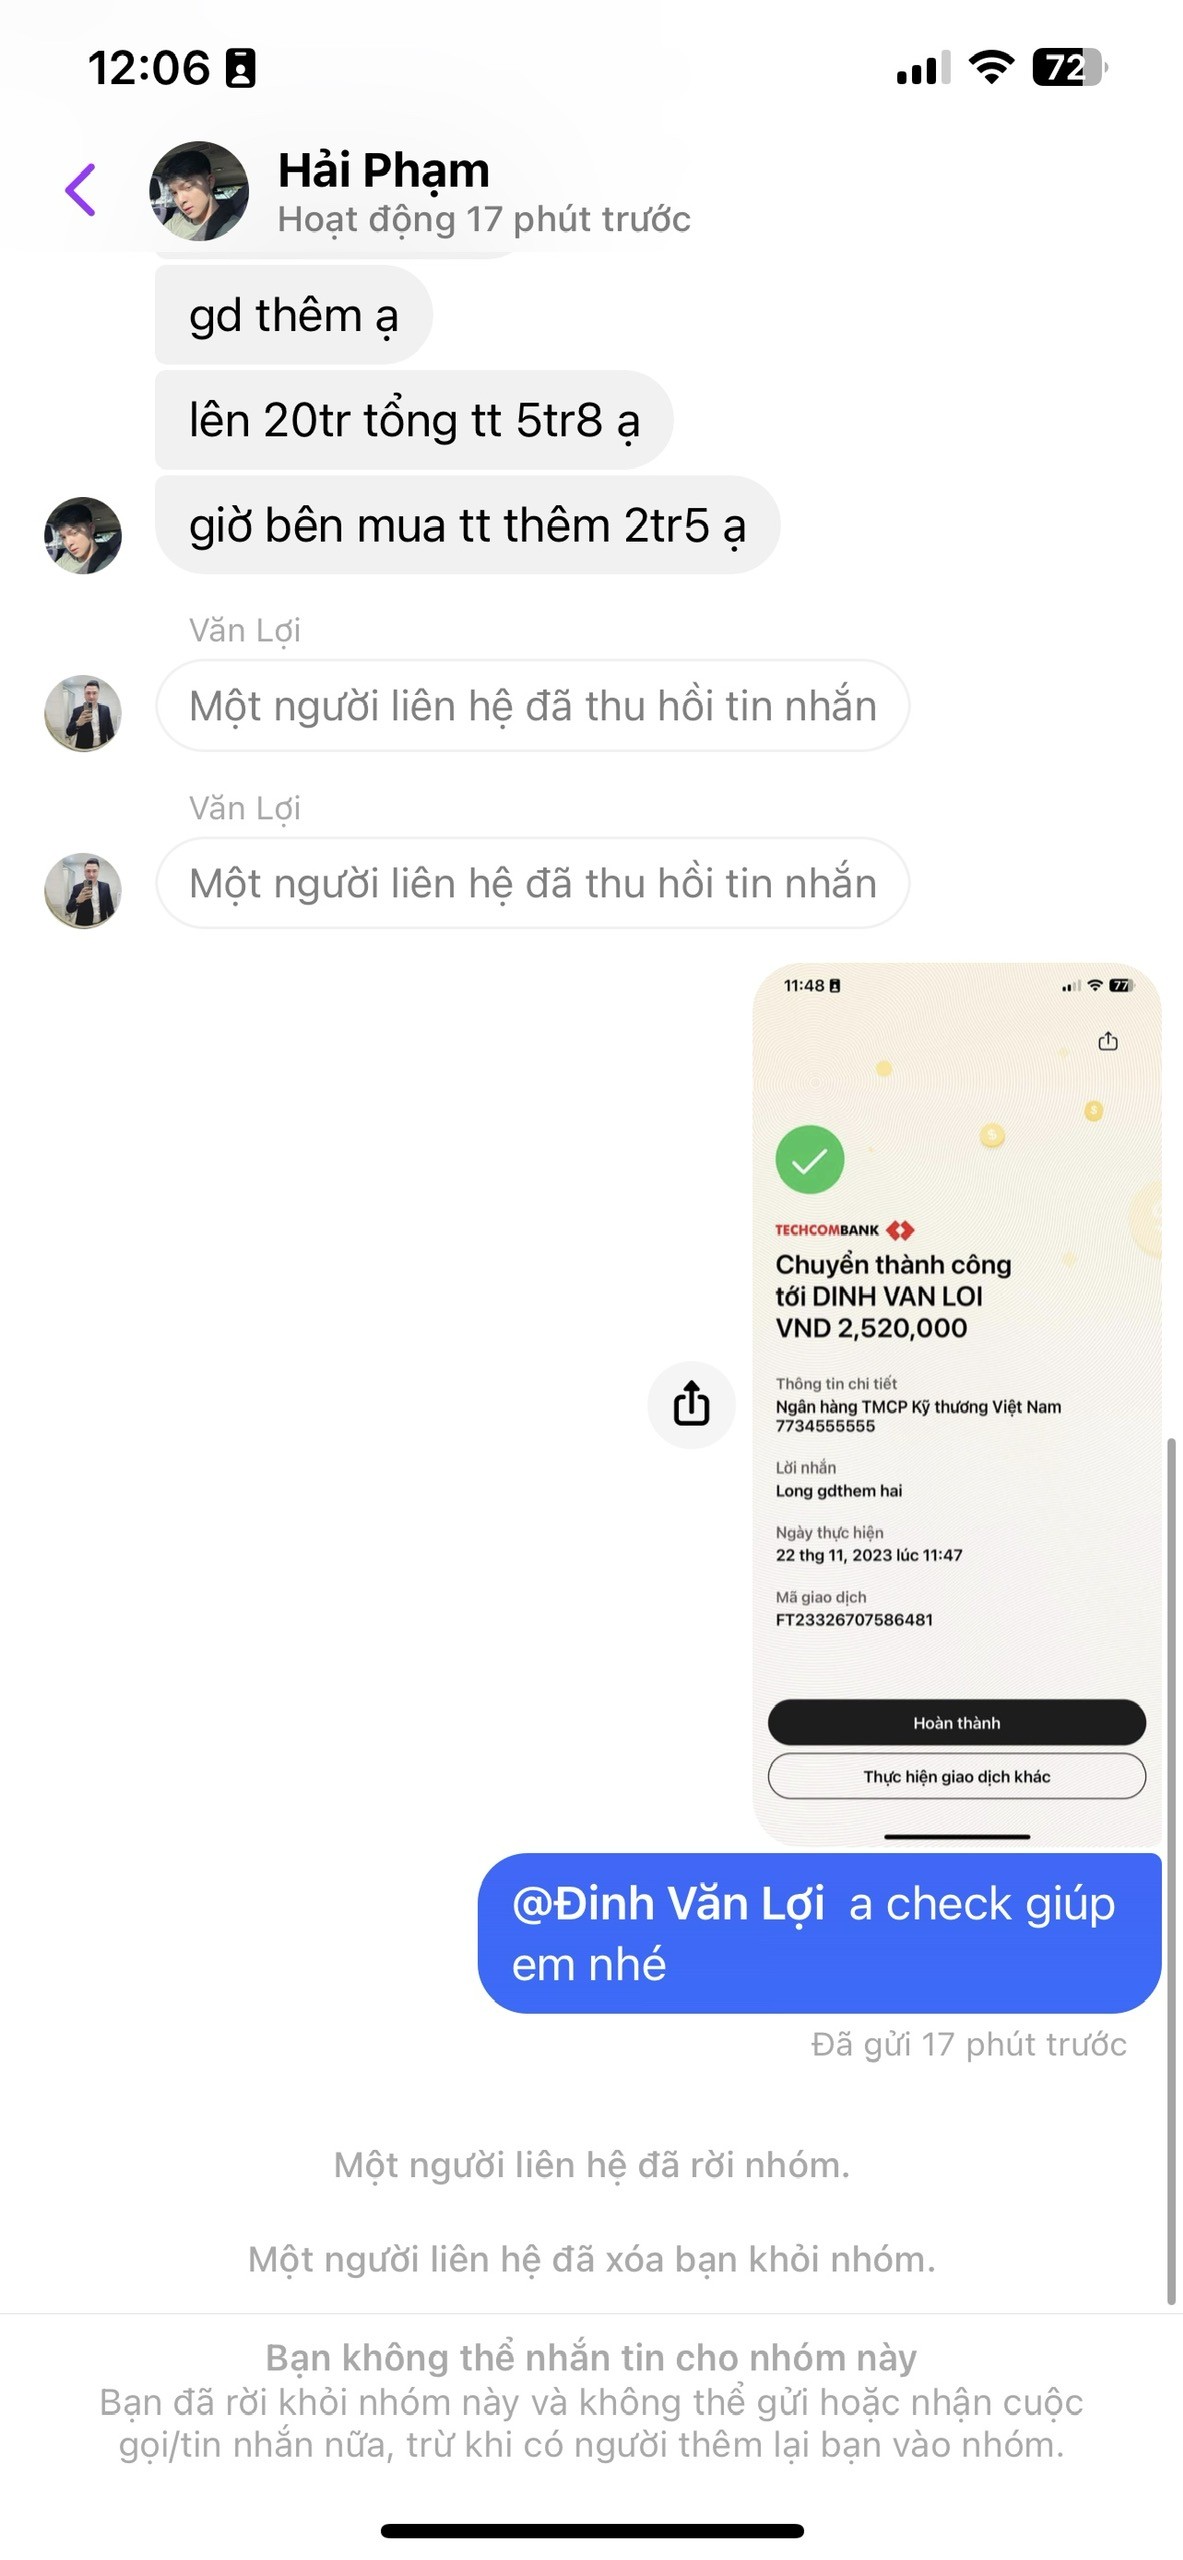 12:06
72
Hải Phạm
Hoạt động 17 phút trước
gd thêm ạ
lên 20tr tổng tt 5tr8 ạ
giờ bên mua tt thêm 2tr5 ạ
Văn Lợi
Một người liên hệ đã thu hồi tin nhắn
Văn Lợi
Một người liên hệ đã thu hồi tin nhắn
11:48
77
TECHCOMBANK
Chuyển thành công
tới DINH VAN LOI
VND 2,520,000
Thông tin chi tiết
Ngân hàng TMCP Kỹ thương Việt Nam
7734555555
Lời nhắn
Long gdthem hai
Ngày thực hiện
22 thg 11, 2023 lúc 11:47
Mã giao dịch
FT23326707586481
Hoàn thành
Thực hiện giao dịch khác
@Đinh Văn Lợi a check giúp
em nhé
Đã gửi 17 phút trước
Một người liên hệ đã rời nhóm.
Một người liên hệ đã xóa bạn khỏi nhóm.
Bạn không thể nhắn tin cho nhóm này
Bạn đã rời khỏi nhóm này và không thể gửi hoặc nhận cuộc
gọi/tin nhắn nữa, trừ khi có người thêm lại bạn vào nhóm.